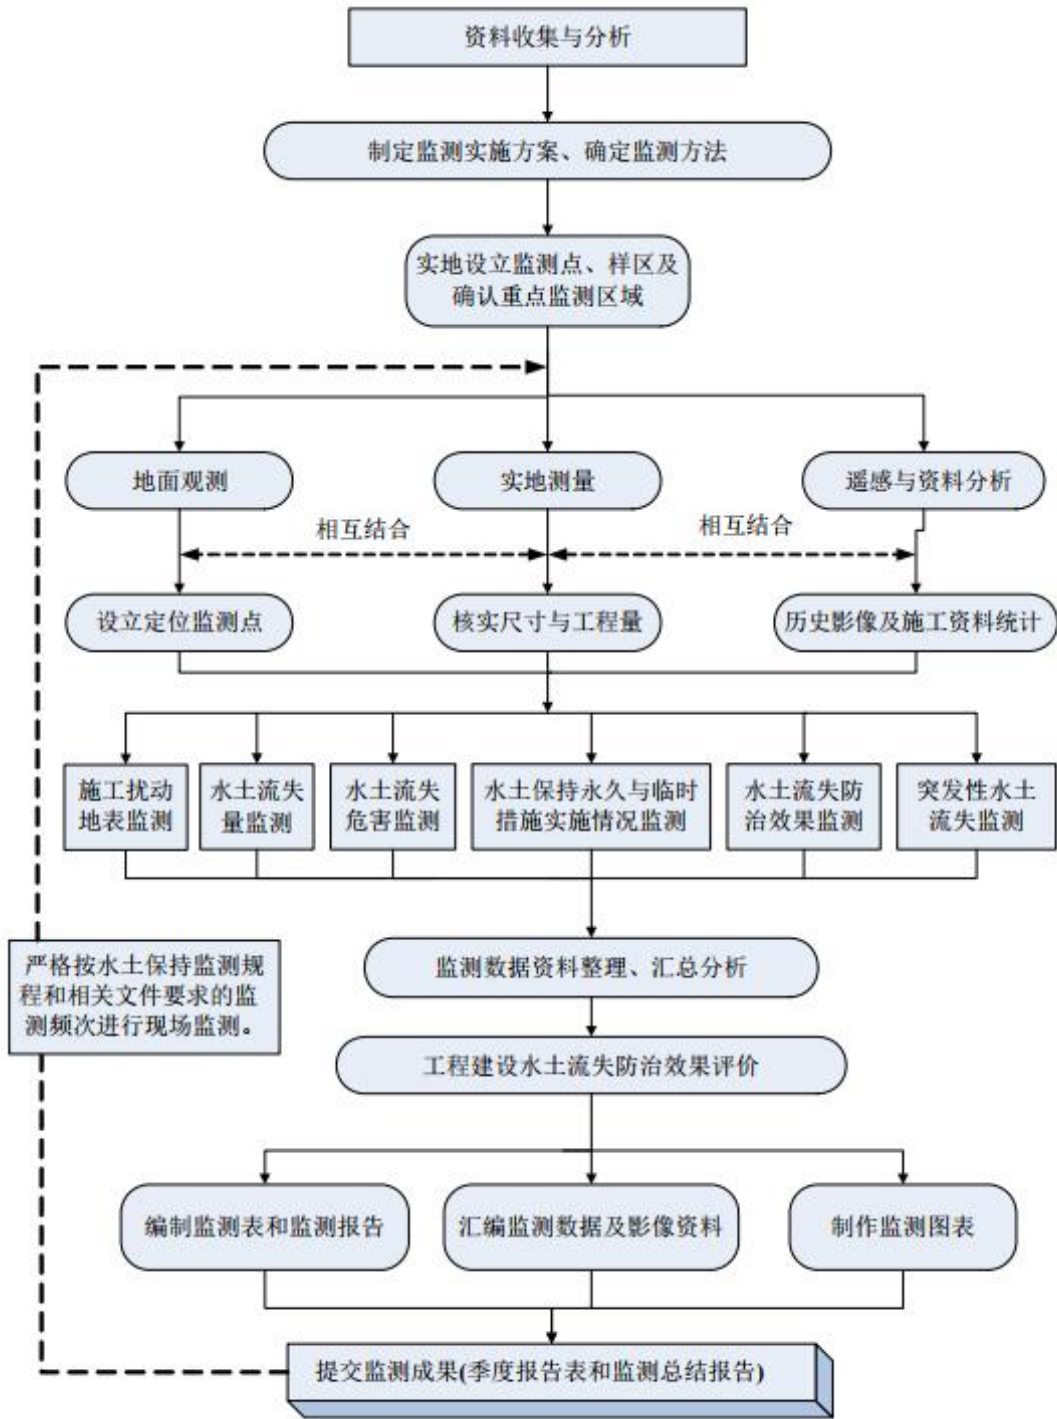 资料收集与分析
制定监测实施方案、确定监测方法
实地设立监测点、样区及
确认重点监测区域
地面观测
实地测量
遥感与资料分析
相互结合
相互结合
设立定位监测点
核实尺寸与工程量
历史影像及施工资料统计
施工扰动
地表监测
水土流失
量监测
水土流失
危害监测
水土保持永久与临时
措施实施情况监测
水土流失防
治效果监测
突发性水土
流失监测
严格按水土保持监测规
程和相关文件要求的监
测频次进行现场监测。
监测数据资料整理、汇总分析
工程建设水土流失防治效果评价
编制监测表和监测报告
汇编监测数据及影像资料
制作监测图表
提交监测成果(季度报告表和监测总结报告)